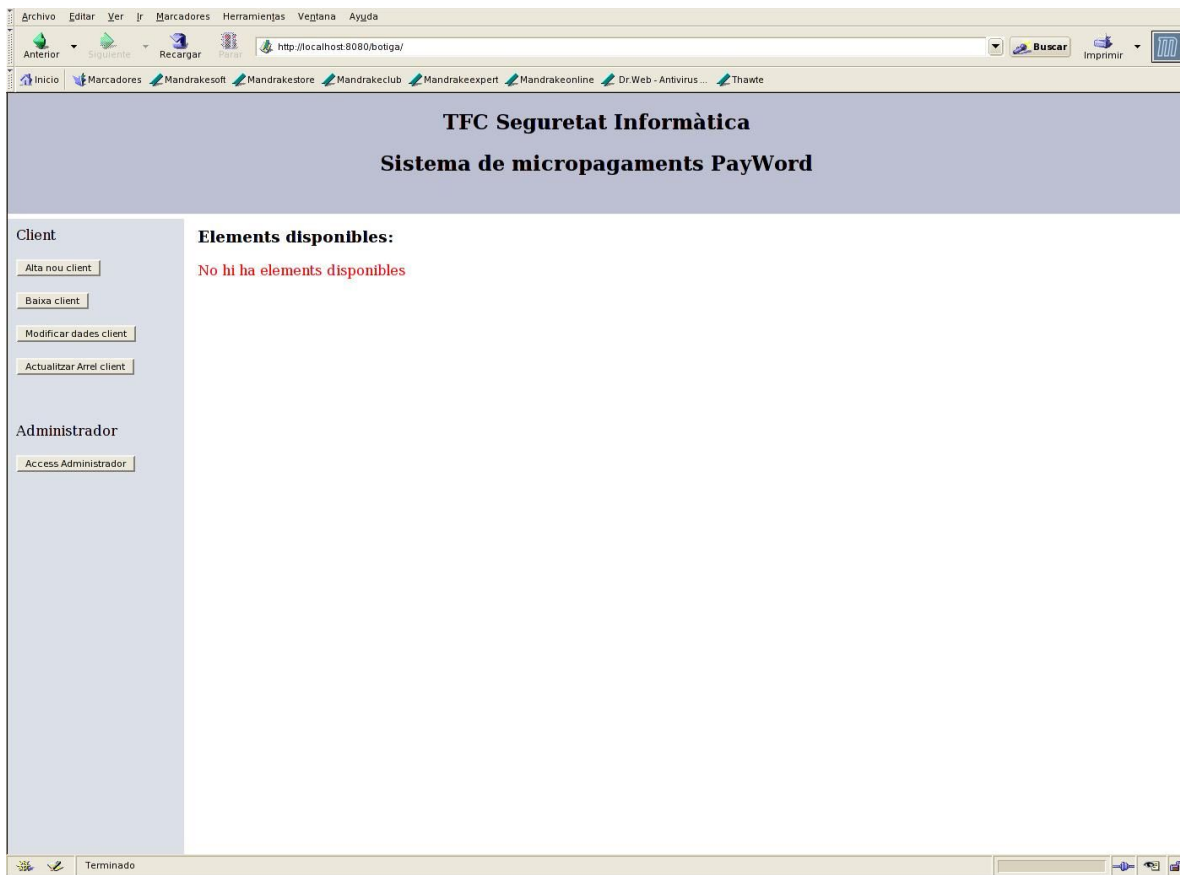 Archivo Editar Ver Ir Marcadores Herramientas Ventana Ayuda
Anterior Siguiente Recargar Parar http://localhost:8080/botiga/ Buscar Imprimir
Inicio Marcadores Mandrakesoft Mandrakestore Mandrakeclub Mandrakeexpert Mandrakeonline Dr.Web - Antivirus ... Thawte
TFC Seguretat Informàtica
Sistema de micropagaments PayWord
Client
Alta nou client
Baixa client
Modificar dades client
Actualitzar Arrel client
Administrador
Access Administrador
Elements disponibles:
No hi ha elements disponibles
Terminado